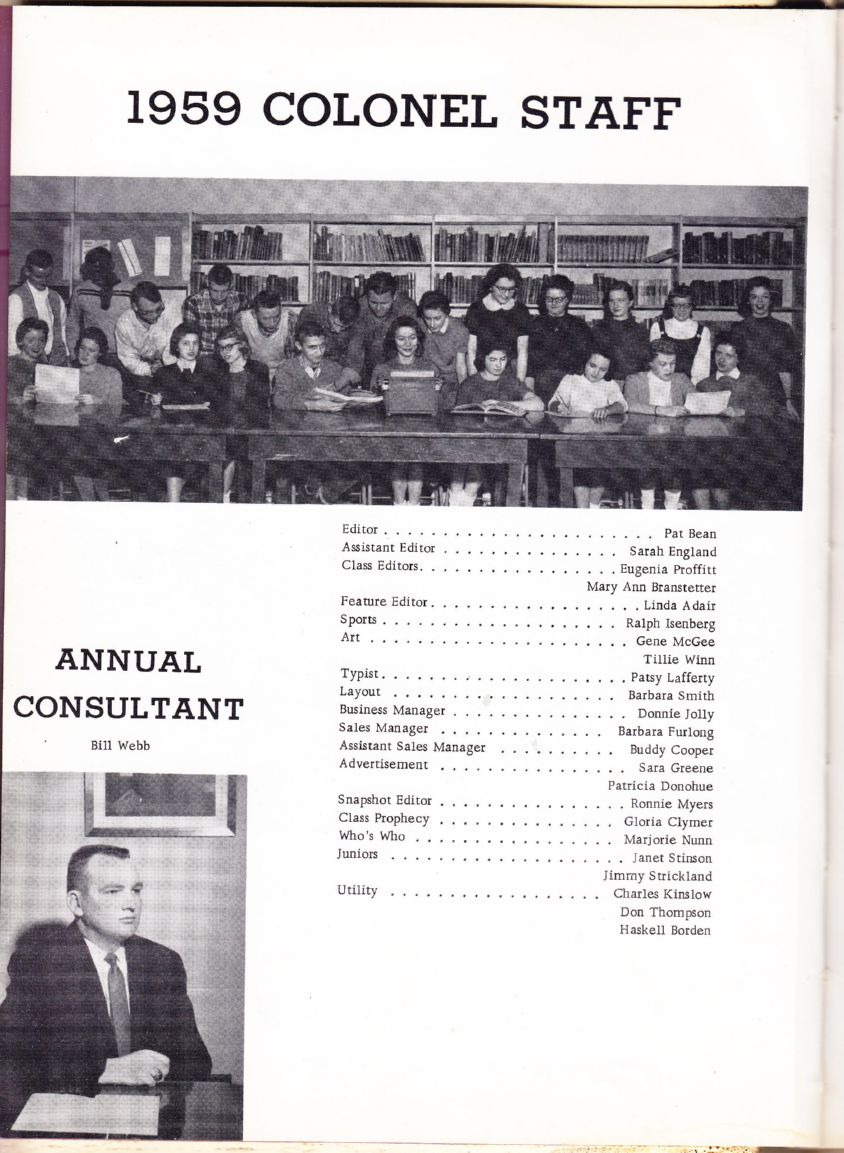 1959 COLONEL STAFF
Editor . . . . . . . . . . . . . . . . . . . . . . . Pat Bean
Assistant Editor . . . . . . . . . . . . . . . Sarah England
Class Editors. . . . . . . . . . . . . . . . . Eugenia Proffitt
Mary Ann Branstetter
Feature Editor. . . . . . . . . . . . . . . . . . Linda Adair
Sports . . . . . . . . . . . . . . . . . . . . Ralph Isenberg
Art . . . . . . . . . . . . . . . . . . . . . . Gene McGee
Tillie Winn
Typist. . . . . . . . . . . . . . . . . . . . . Patsy Lafferty
Layout . . . . . . . . . . . . . . . . . . . Barbara Smith
Business Manager . . . . . . . . . . . . . . . Donnie Jolly
Sales Manager . . . . . . . . . . . . . . Barbara Furlong
Assistant Sales Manager . . . . . . . . . . Buddy Cooper
Advertisement . . . . . . . . . . . . . . . . Sara Greene
Patricia Donohue
Snapshot Editor . . . . . . . . . . . . . . . . Ronnie Myers
Class Prophecy . . . . . . . . . . . . . . . Gloria Clymer
Who's Who . . . . . . . . . . . . . . . . . Marjorie Nunn
Juniors . . . . . . . . . . . . . . . . . . . . Janet Stinson
Jimmy Strickland
Utility . . . . . . . . . . . . . . . . . . Charles Kinslow
Don Thompson
Haskell Borden
ANNUAL
CONSULTANT
Bill Webb